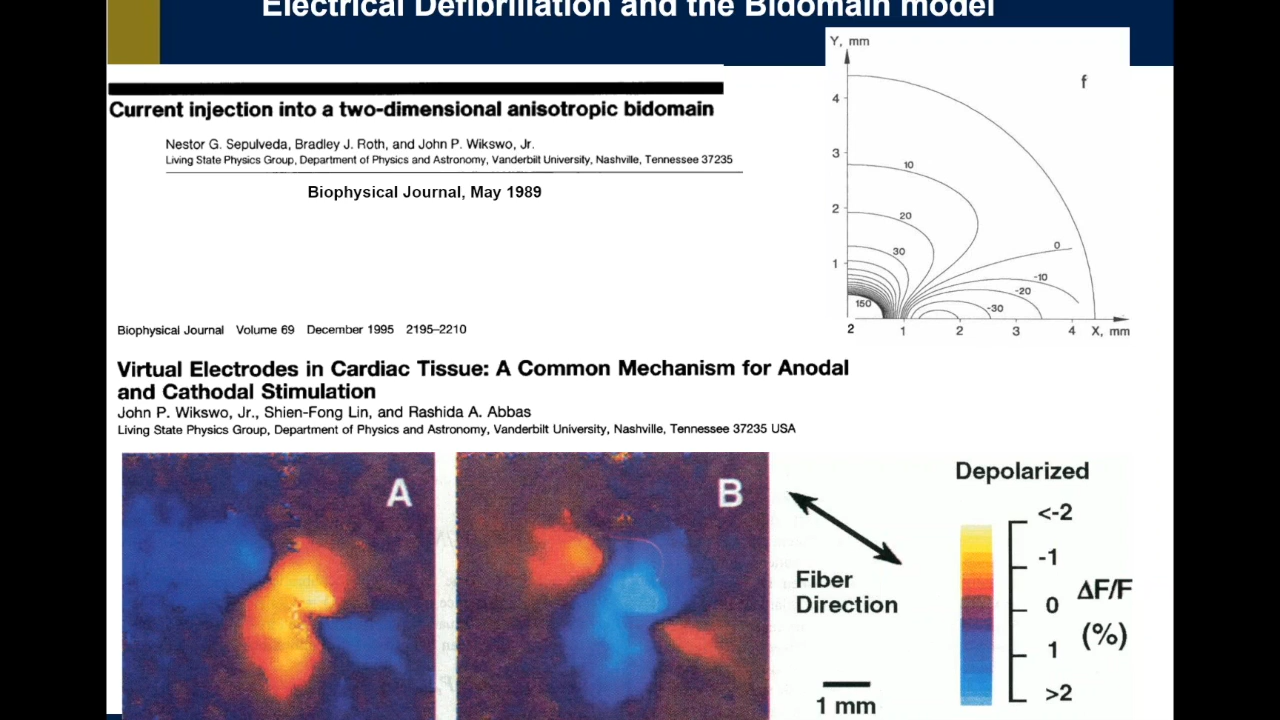 Electrical Defibrillation and the Bidomain model
Current injection into a two-dimensional anisotropic bidomain
Nestor G. Sepulveda, Bradley J. Roth, and John P. Wikswo, Jr.
Living State Physics Group, Department of Physics and Astronomy, Vanderbilt University, Nashville, Tennessee 37235
Biophysical Journal, May 1989
Y, mm
f
4
3
2
1
10
20
30
150
0
-10
-20
-30
2
1
2
3
4
X, mm
Biophysical Journal Volume 69 December 1995 2195–2210
Virtual Electrodes in Cardiac Tissue: A Common Mechanism for Anodal
and Cathodal Stimulation
John P. Wikswo, Jr., Shien-Fong Lin, and Rashida A. Abbas
Living State Physics Group, Department of Physics and Astronomy, Vanderbilt University, Nashville, Tennessee 37235 USA
A
B
Fiber
Direction
1 mm
Depolarized
<-2
-1
0
1
>2
ΔF/F
(%)